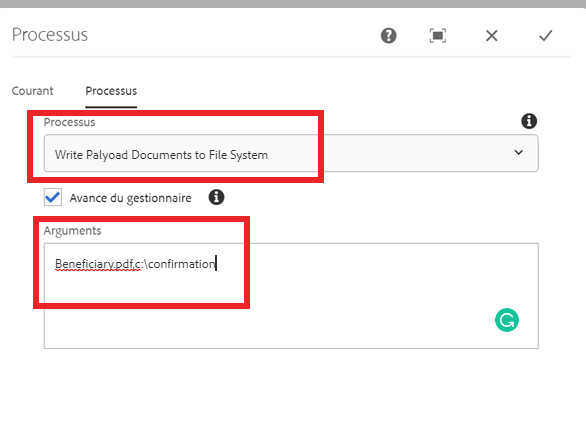 Processus
Courant Processus
Processus
Write Palyoad Documents to File System
Avance du gestionnaire
Arguments
Beneficiary.pdf,c:\confirmation